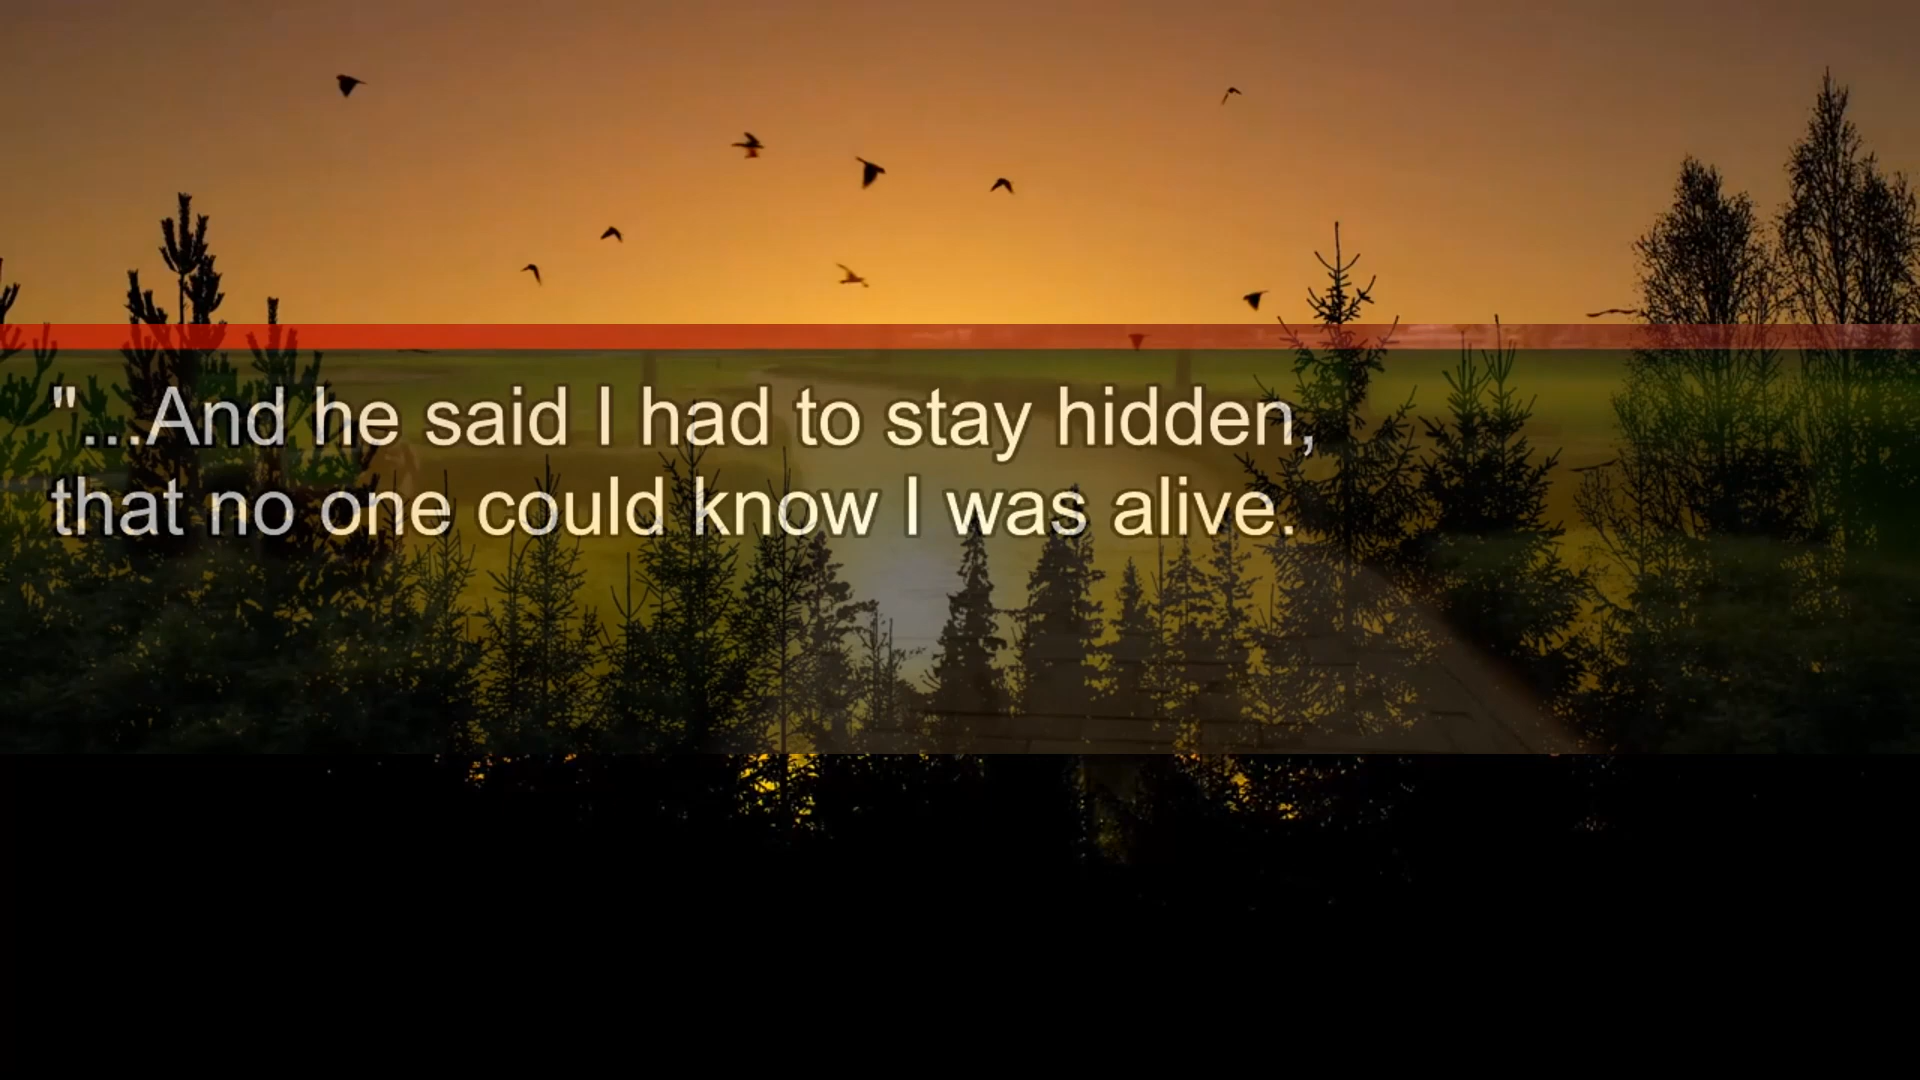 "...And he said I had to stay hidden,
that no one could know I was alive.